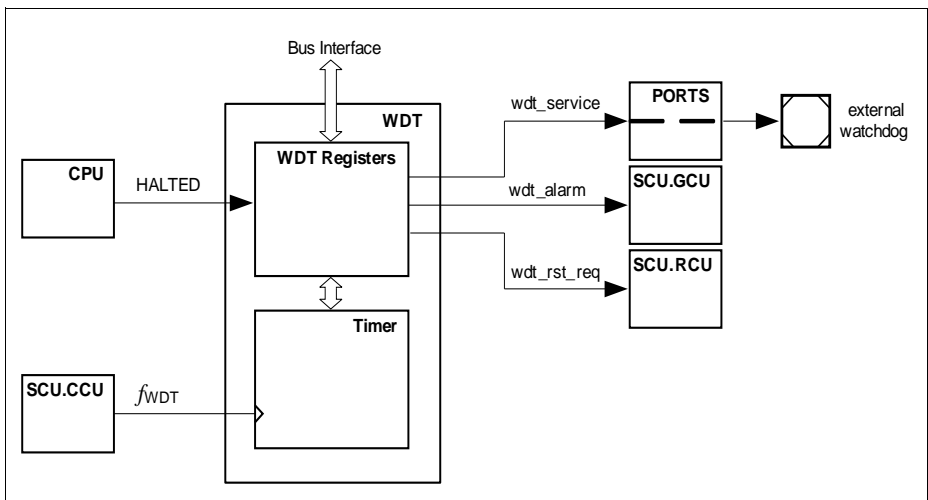 Bus Interface
WDT
WDT Registers
CPU
HALTED
wdt_service
PORTS
external
watchdog
wdt_alarm
SCU.GCU
wdt_rst_req
SCU.RCU
Timer
SCU.CCU
fWDT